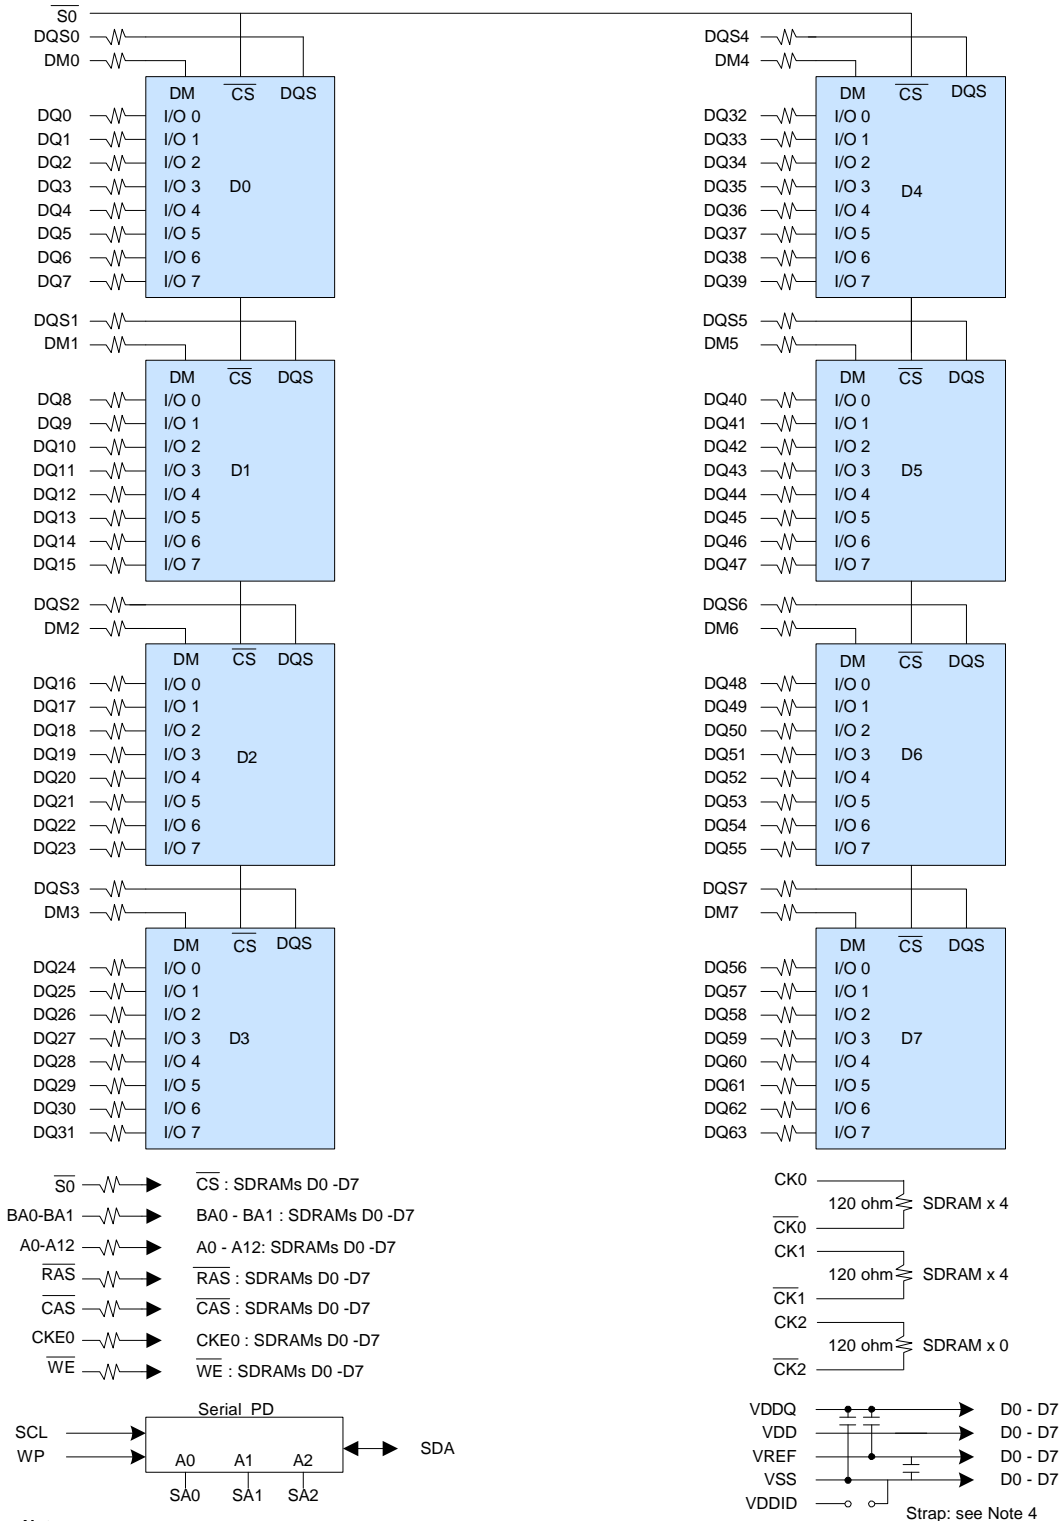 S0
DQS0
DM0
DM CS DQS
DQ0 I/O 0
DQ1 I/O 1
DQ2 I/O 2
DQ3 I/O 3 D0
DQ4 I/O 4
DQ5 I/O 5
DQ6 I/O 6
DQ7 I/O 7
DQS1
DM1
DM CS DQS
DQ8 I/O 0
DQ9 I/O 1
DQ10 I/O 2
DQ11 I/O 3 D1
DQ12 I/O 4
DQ13 I/O 5
DQ14 I/O 6
DQ15 I/O 7
DQS2
DM2
DM CS DQS
DQ16 I/O 0
DQ17 I/O 1
DQ18 I/O 2
DQ19 I/O 3 D2
DQ20 I/O 4
DQ21 I/O 5
DQ22 I/O 6
DQ23 I/O 7
DQS3
DM3
DM CS DQS
DQ24 I/O 0
DQ25 I/O 1
DQ26 I/O 2
DQ27 I/O 3 D3
DQ28 I/O 4
DQ29 I/O 5
DQ30 I/O 6
DQ31 I/O 7
DQS4
DM4
DM CS DQS
DQ32 I/O 0
DQ33 I/O 1
DQ34 I/O 2
DQ35 I/O 3 D4
DQ36 I/O 4
DQ37 I/O 5
DQ38 I/O 6
DQ39 I/O 7
DQS5
DM5
DM CS DQS
DQ40 I/O 0
DQ41 I/O 1
DQ42 I/O 2
DQ43 I/O 3 D5
DQ44 I/O 4
DQ45 I/O 5
DQ46 I/O 6
DQ47 I/O 7
DQS6
DM6
DM CS DQS
DQ48 I/O 0
DQ49 I/O 1
DQ50 I/O 2
DQ51 I/O 3 D6
DQ52 I/O 4
DQ53 I/O 5
DQ54 I/O 6
DQ55 I/O 7
DQS7
DM7
DM CS DQS
DQ56 I/O 0
DQ57 I/O 1
DQ58 I/O 2
DQ59 I/O 3 D7
DQ60 I/O 4
DQ61 I/O 5
DQ62 I/O 6
DQ63 I/O 7
S0 CS : SDRAMs D0 -D7
BA0-BA1 BA0 - BA1 : SDRAMs D0 -D7
A0-A12 A0 - A12: SDRAMs D0 -D7
RAS RAS : SDRAMs D0 -D7
CAS CAS : SDRAMs D0 -D7
CKE0 CKE0 : SDRAMs D0 -D7
WE WE : SDRAMs D0 -D7
CK0
120 ohm SDRAM x 4
CK0
CK1
120 ohm SDRAM x 4
CK1
CK2
120 ohm SDRAM x 0
CK2
Serial PD
SCL
WP
A0 A1 A2
SDA
SA0 SA1 SA2
VDDQ D0 - D7
VDD D0 - D7
VREF D0 - D7
VSS D0 - D7
VDDID
Strap: see Note 4